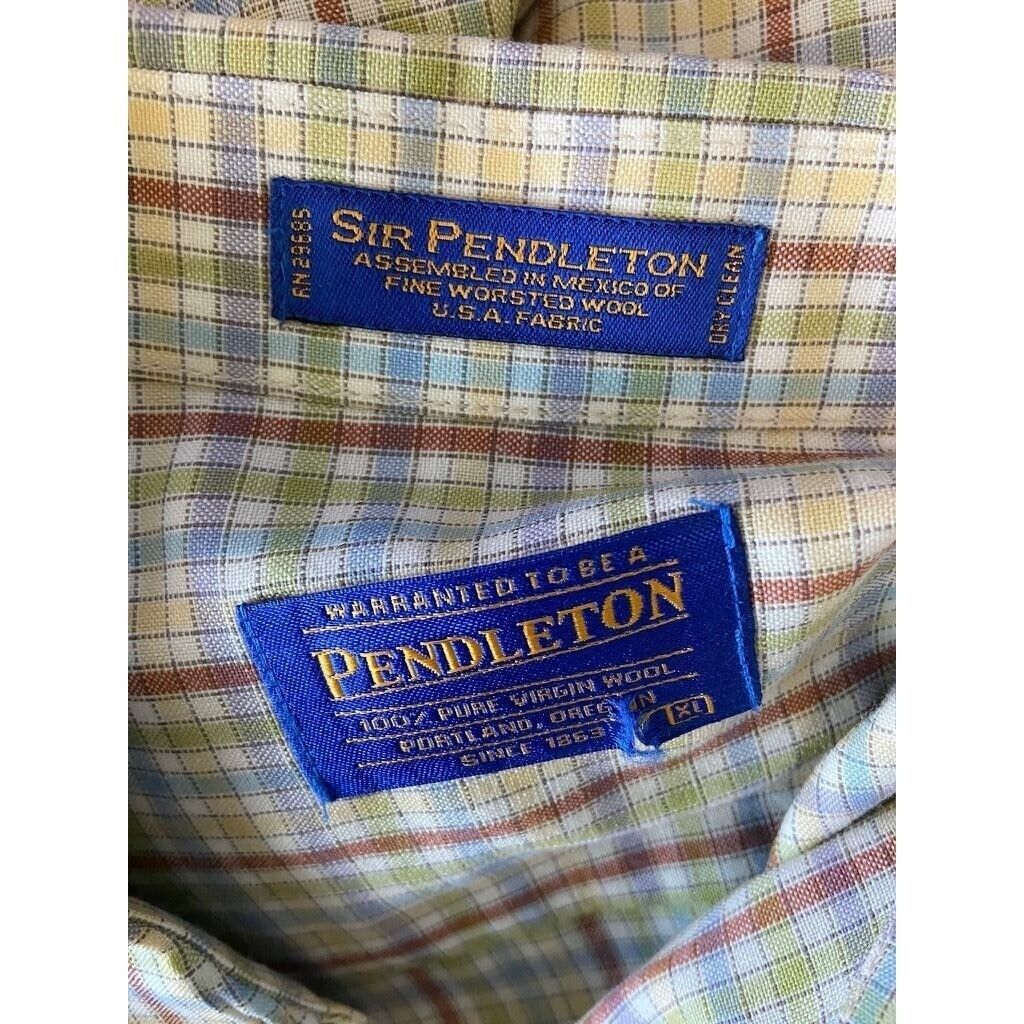 RN 29685
SIR PENDLETON
ASSEMBLED IN MEXICO OF
FINE WORSTED WOOL
U.S.A. FABRIC
DRY CLEAN
WARRANTED TO BE A
PENDLETON
100% PURE VIRGIN WOOL
PORTLAND, OREGON
SINCE 1863
XL